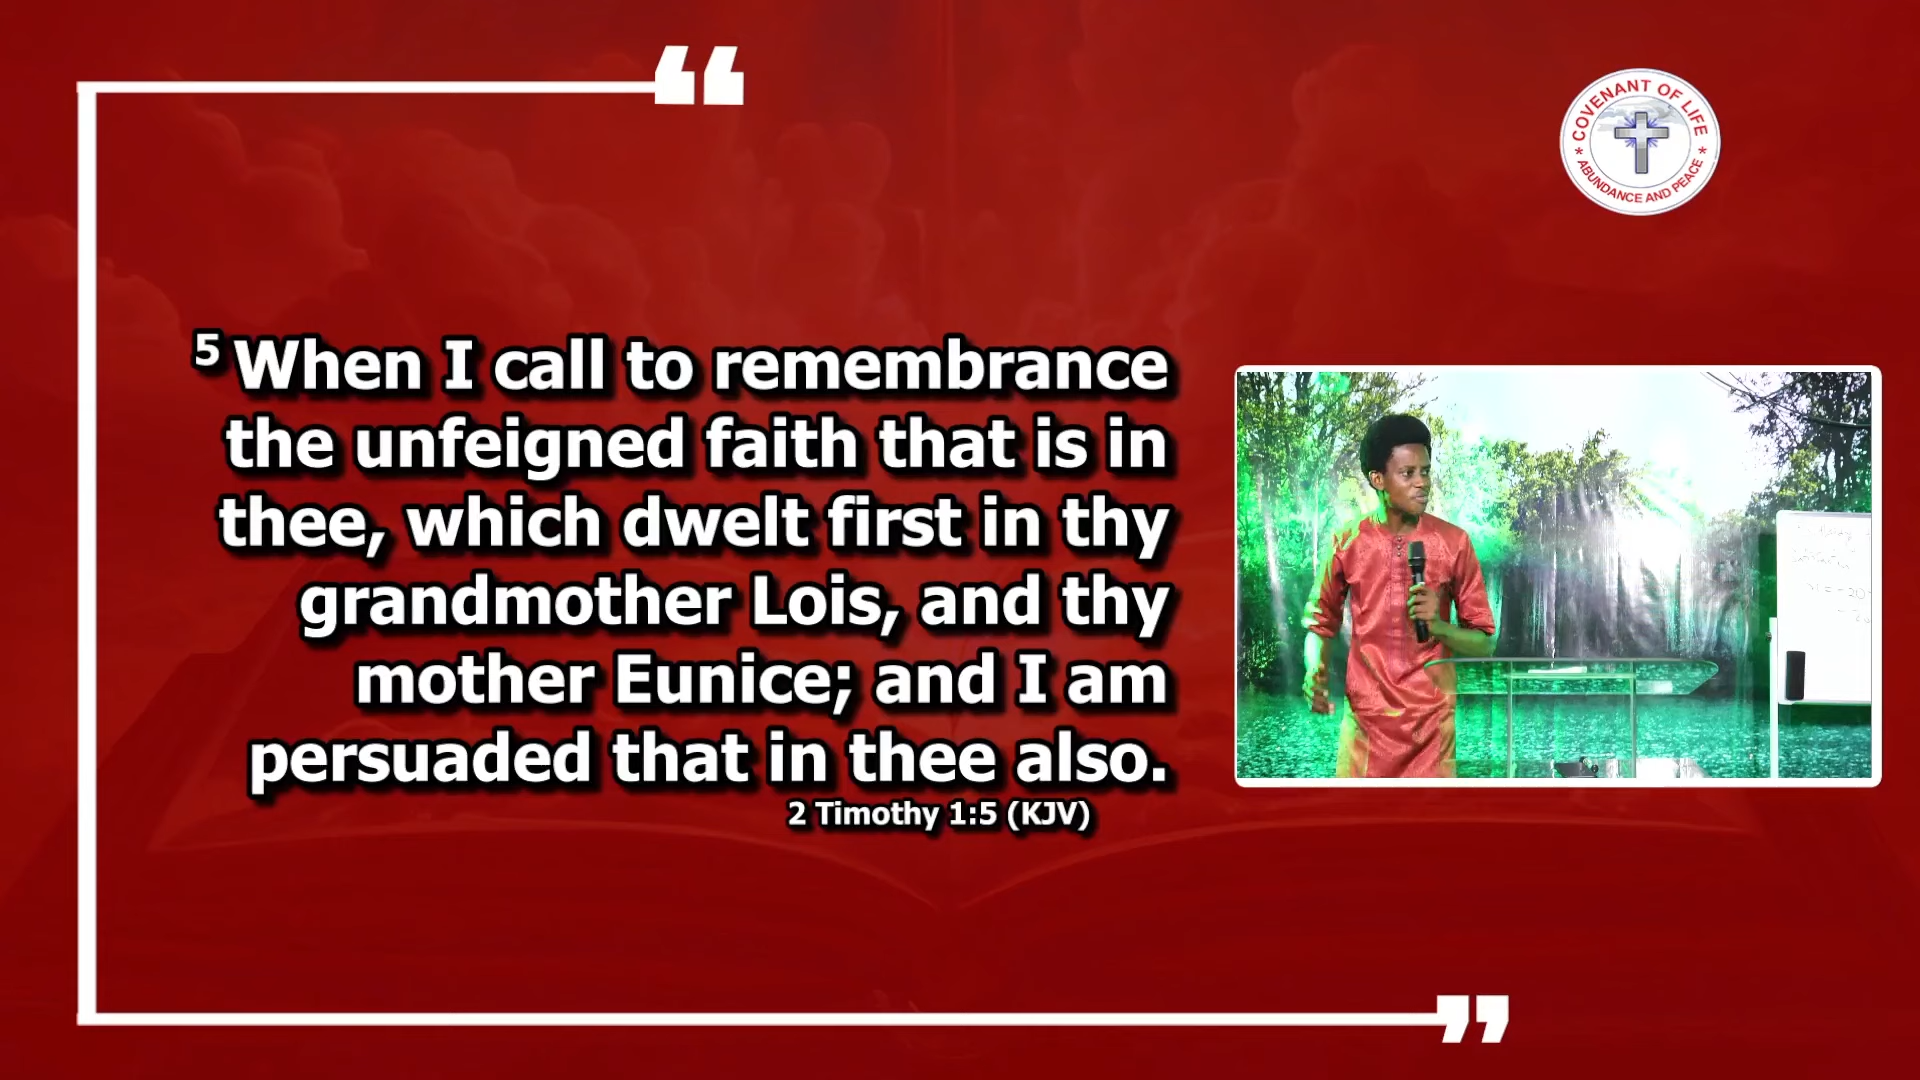 COVENANT OF LIFE
* ABUNDANCE AND PEACE *
5 When I call to remembrance
the unfeigned faith that is in
thee, which dwelt first in thy
grandmother Lois, and thy
mother Eunice; and I am
persuaded that in thee also.
2 Timothy 1:5 (KJV)